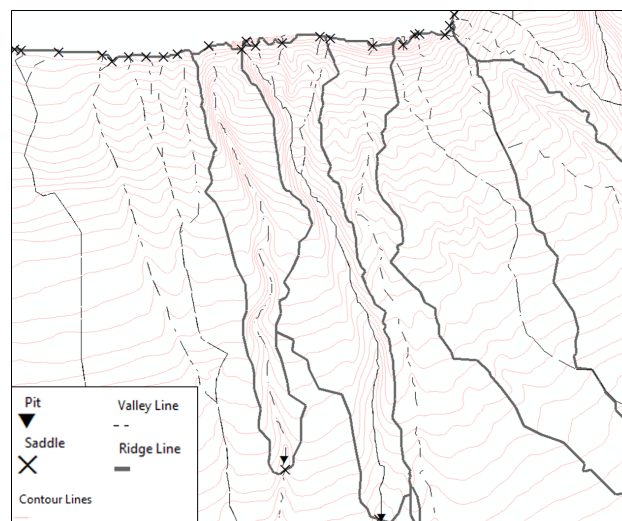 Pit
Valley Line
Saddle
Ridge Line
Contour Lines